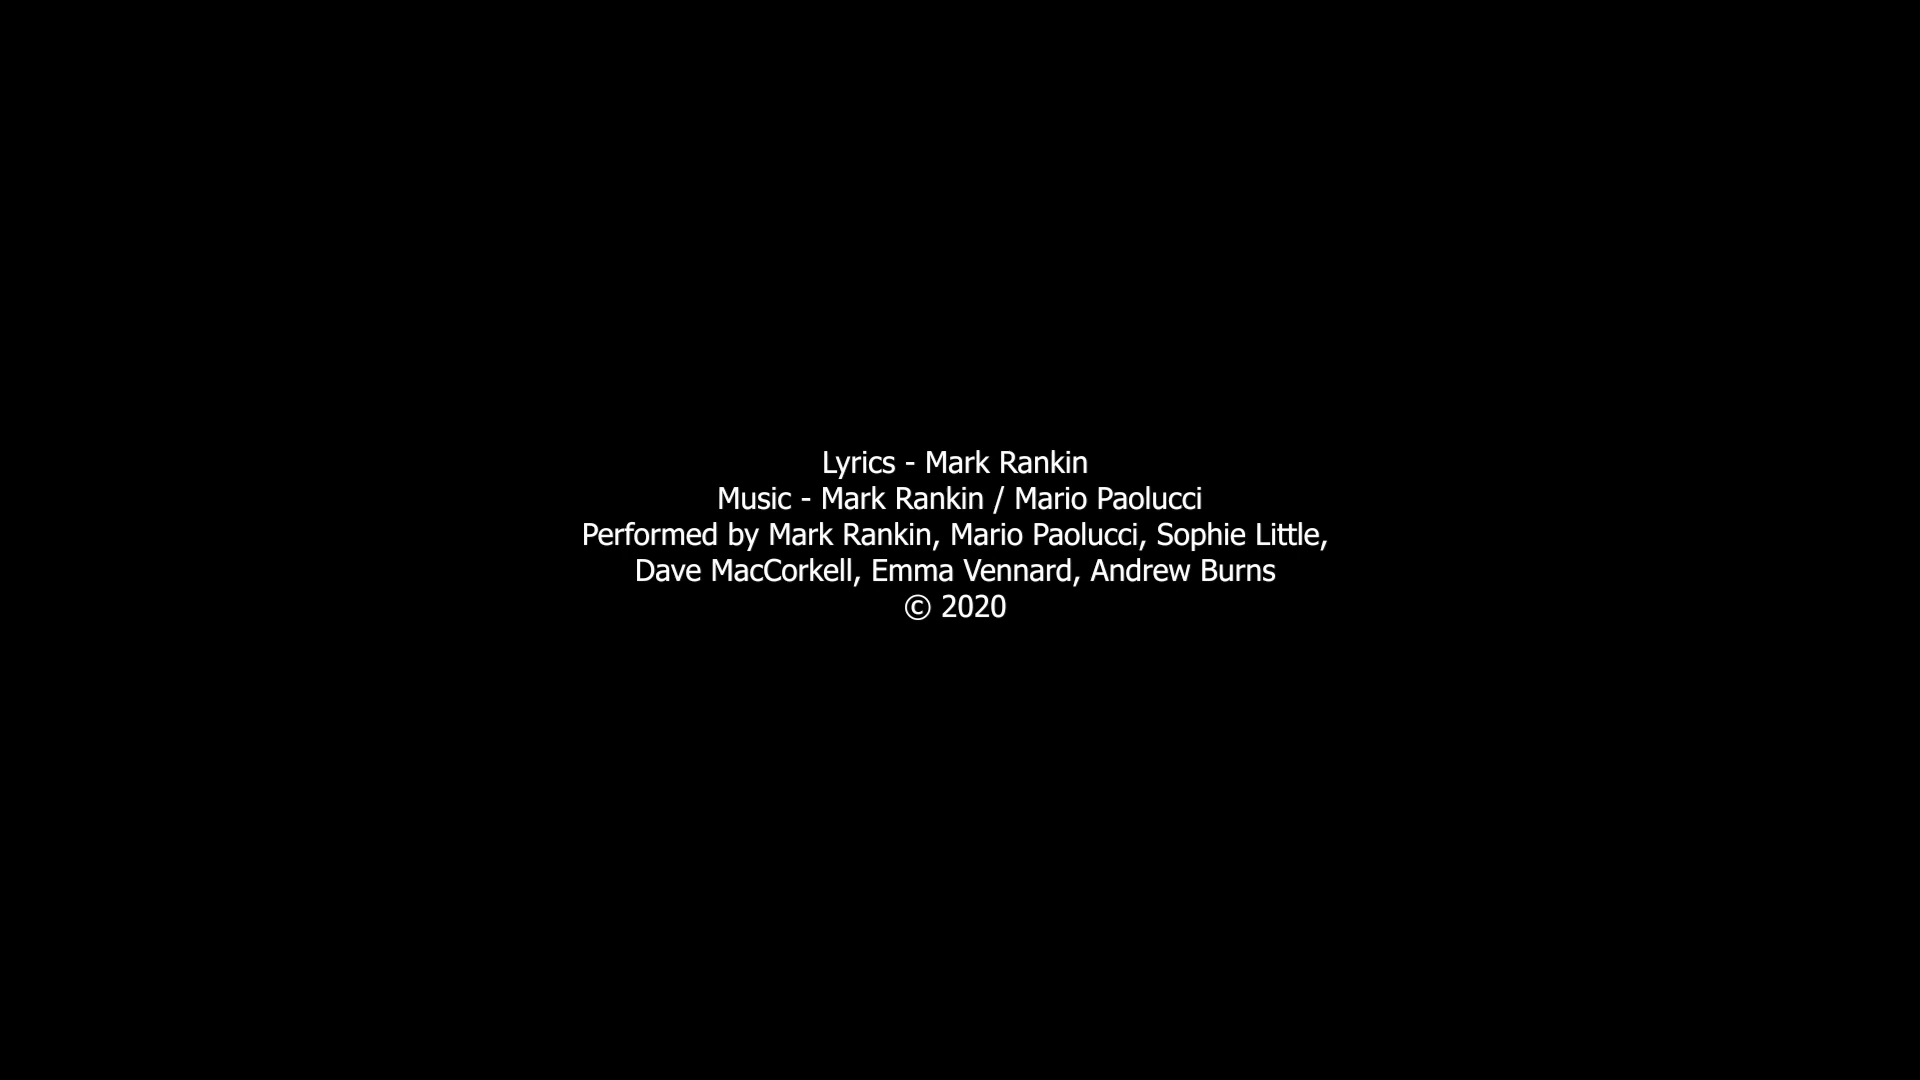 Lyrics - Mark Rankin
Music - Mark Rankin / Mario Paolucci
Performed by Mark Rankin, Mario Paolucci, Sophie Little,
Dave MacCorkell, Emma Vennard, Andrew Burns
© 2020